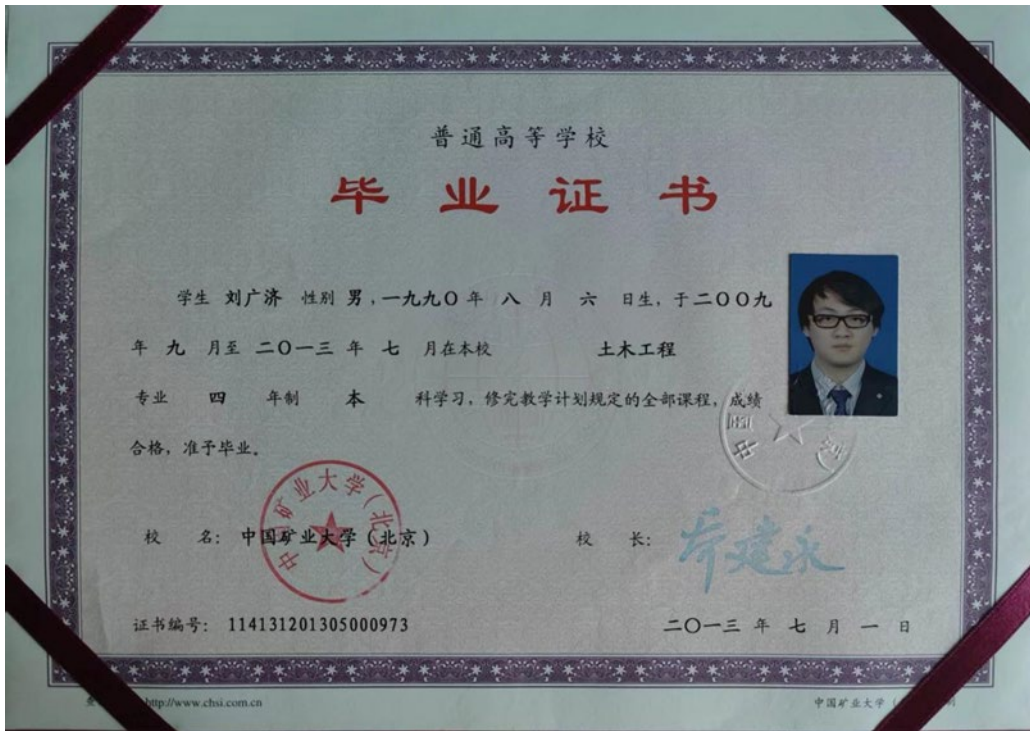 普通高等学校
毕业证书
学生 刘广济 性别 男，一九九〇年 八 月 六 日生，于二〇〇九
年 九 月至 二〇一三 年 七 月在本校 土木工程
专业 四 年制 本 科学习，修完教学计划规定的全部课程，成绩
合格，准予毕业。
中国矿业大学（北京）
校 名：中国矿业大学（北京） 校 长：乔建永
证书编号：114131201305000973 二〇一三 年 七 月 一 日
http://www.chsi.com.cn 中国矿业大学